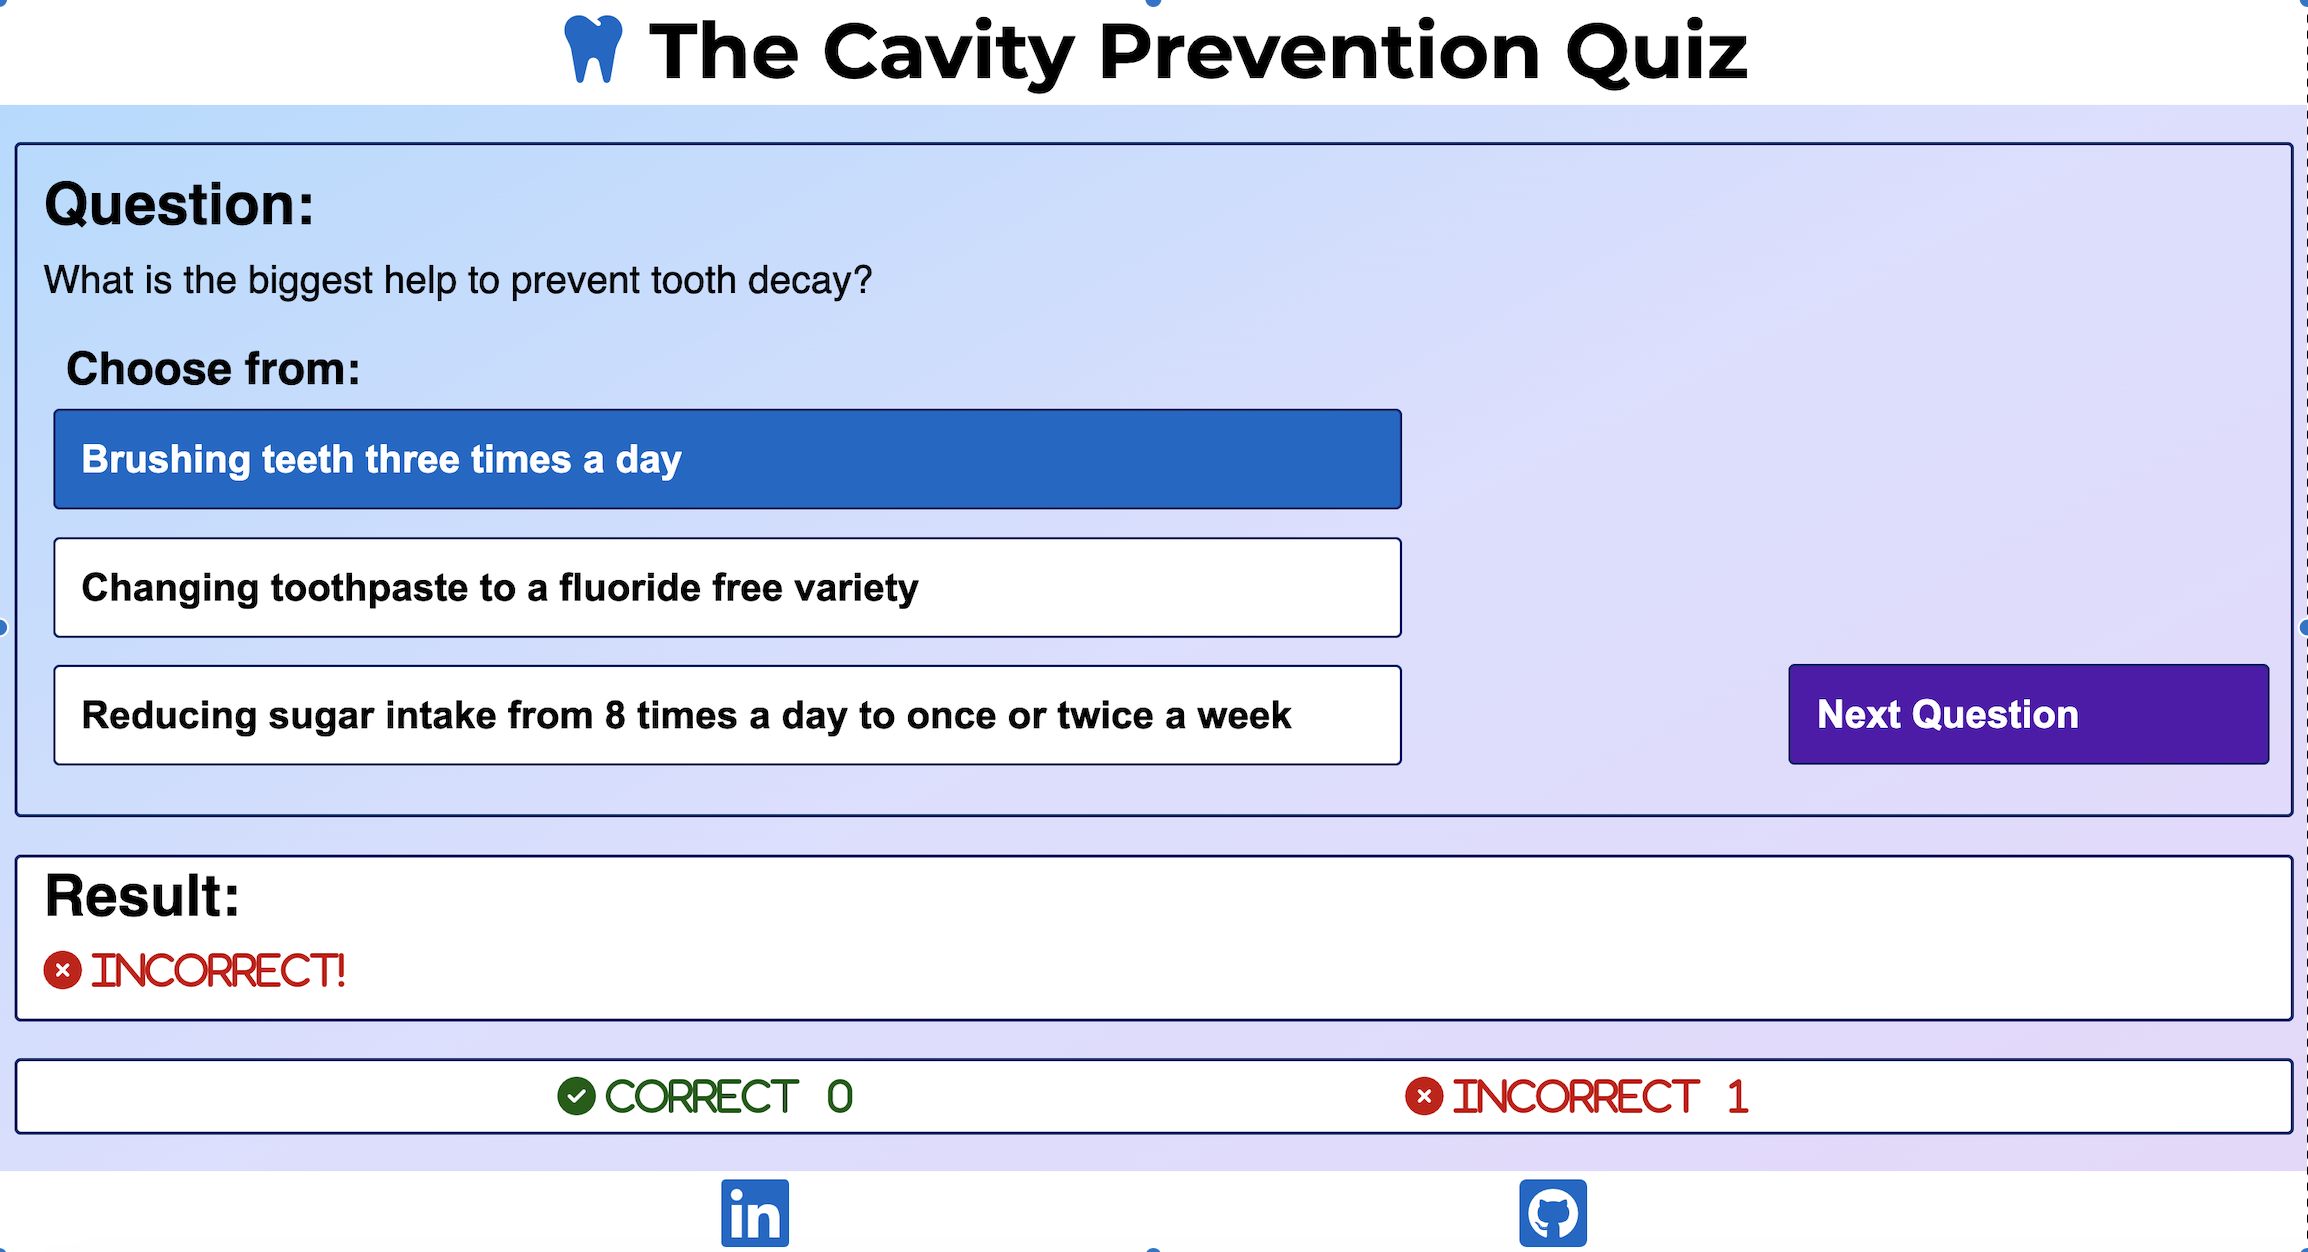 The Cavity Prevention Quiz
Question:
What is the biggest help to prevent tooth decay?
Choose from:
Brushing teeth three times a day
Changing toothpaste to a fluoride free variety
Reducing sugar intake from 8 times a day to once or twice a week
Next Question
Result:
INCORRECT!
CORRECT 0
INCORRECT 1
in